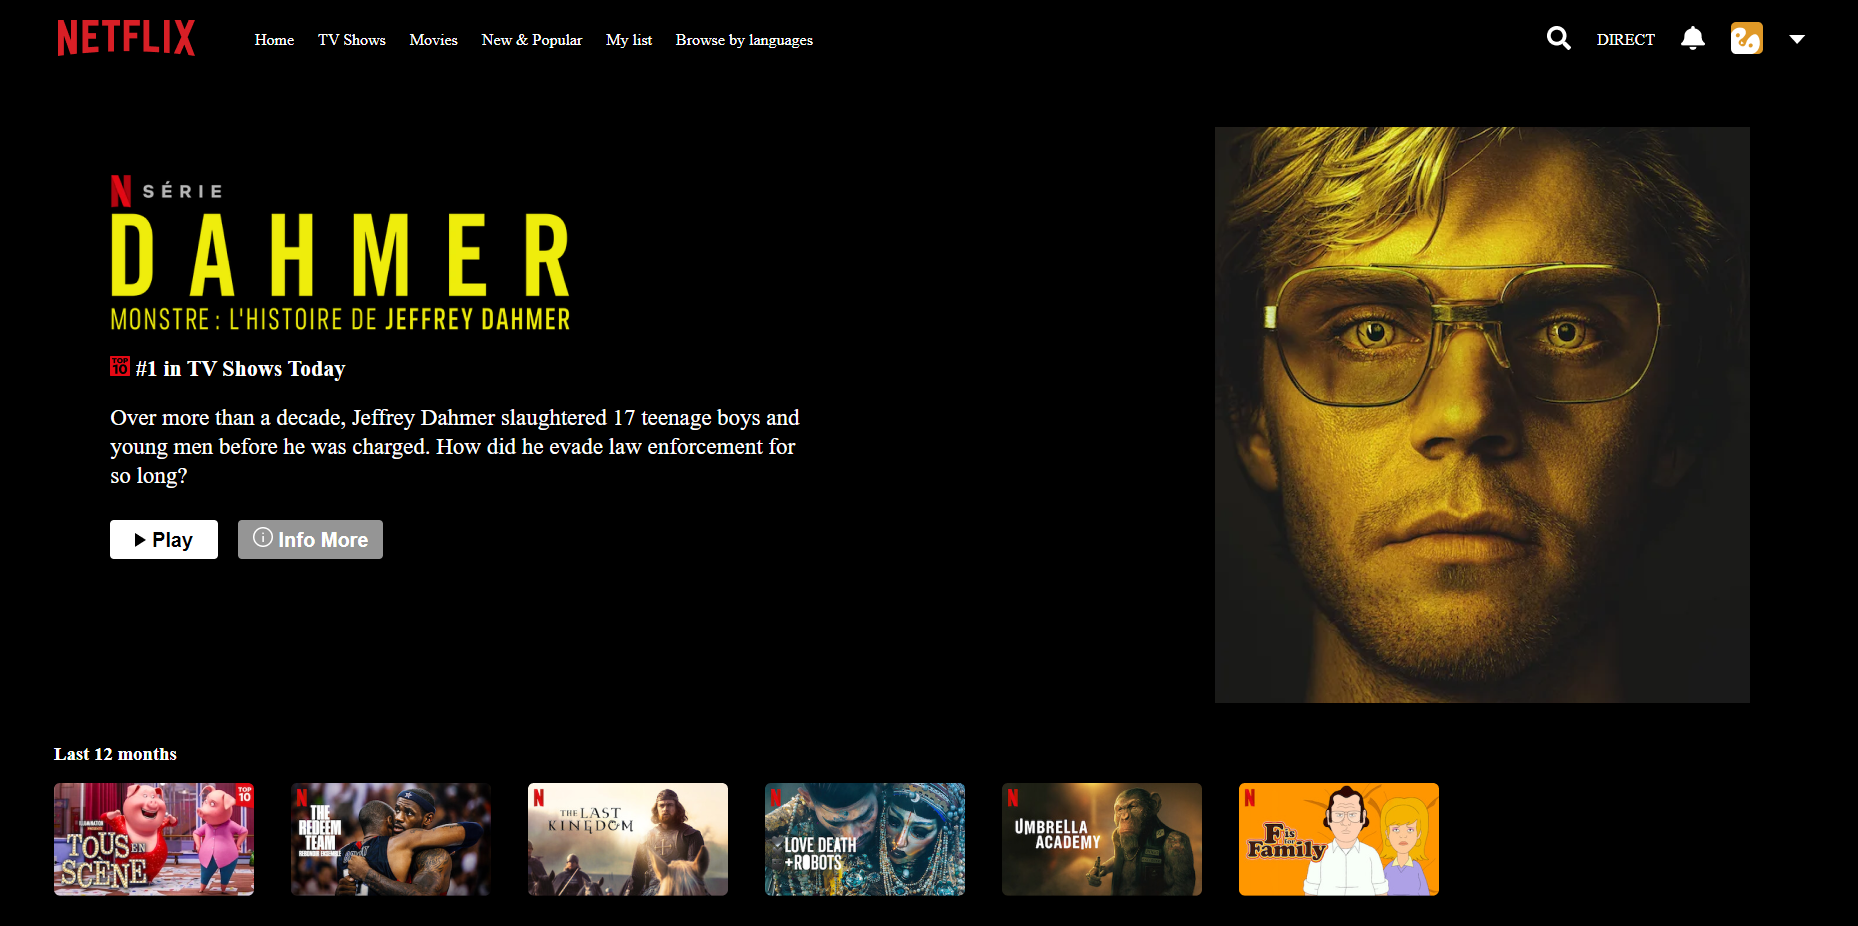 NETFLIX
Home TV Shows Movies New & Popular My list Browse by languages
DIRECT
N SÉRIE
DAHMER
MONSTRE : L'HISTOIRE DE JEFFREY DAHMER
TOP 10 #1 in TV Shows Today
Over more than a decade, Jeffrey Dahmer slaughtered 17 teenage boys and
young men before he was charged. How did he evade law enforcement for
so long?
Play
Info More
Last 12 months
TOP
10
ILLUMINATION
TOUS EN
SCÈNE
N
THE
REDEEM
TEAM
N
THE LAST
KINGDOM
N
LOVE DEATH
+ROBOTS
N
UMBRELLA
ACADEMY
N
F is for
Family